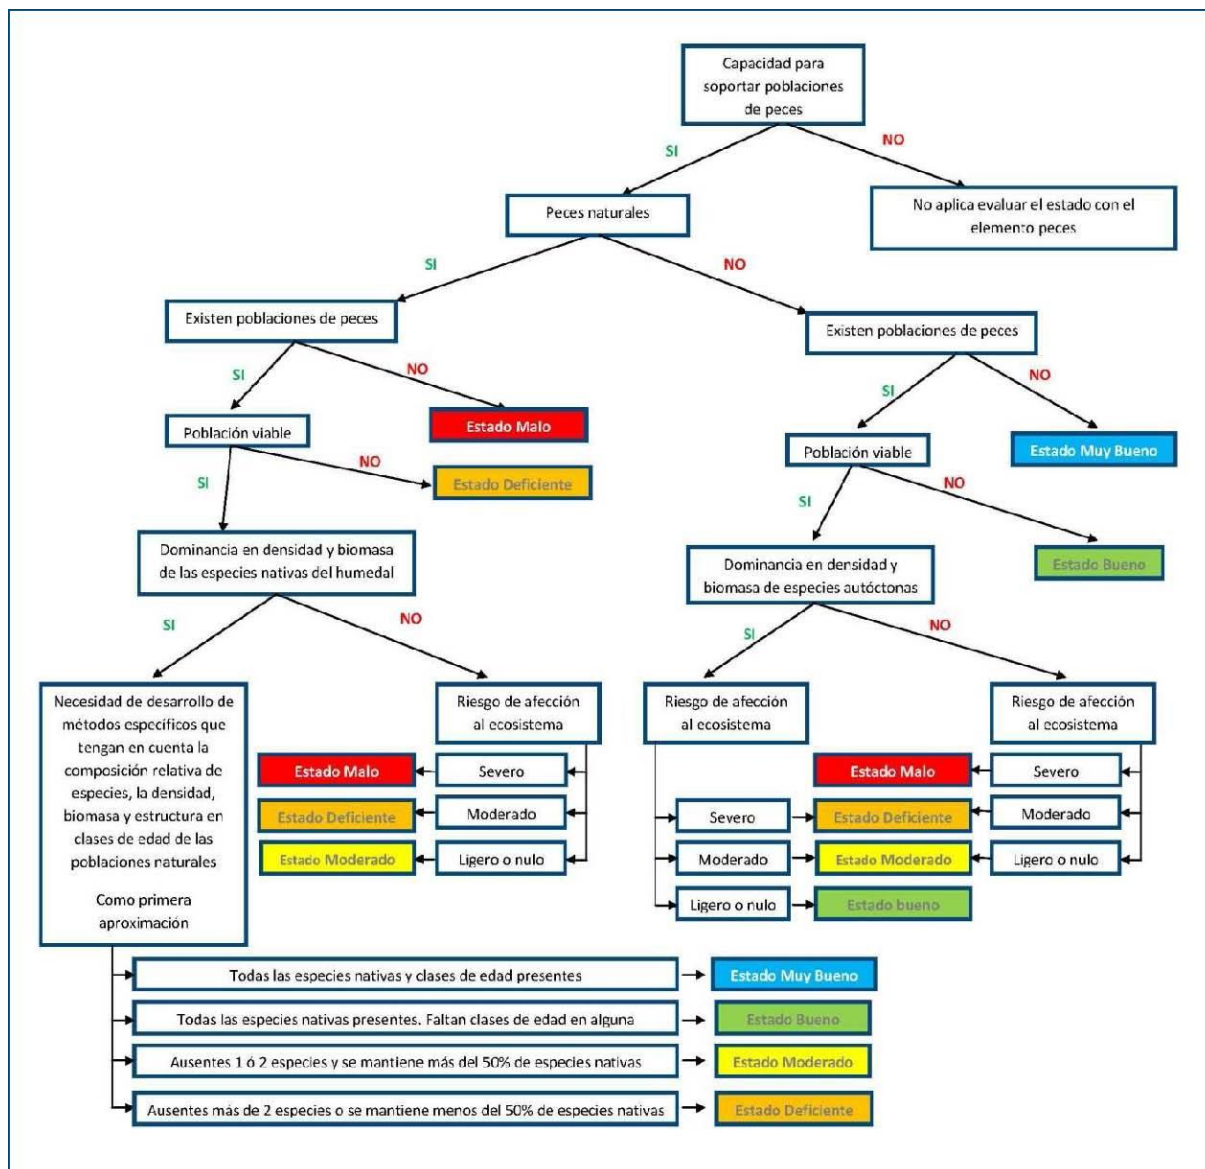 Capacidad para
soportar poblaciones
de peces
SI
NO
Peces naturales
No aplica evaluar el estado con el
elemento peces
SI
NO
Existen poblaciones de peces
Existen poblaciones de peces
SI
NO
SI
NO
Población viable
Estado Malo
Población viable
Estado Muy Bueno
SI
NO
Estado Deficiente
SI
NO
Dominancia en densidad y biomasa
de las especies nativas del humedal
Dominancia en densidad y
biomasa de especies autóctonas
Estado Bueno
SI
NO
SI
NO
Necesidad de desarrollo de
métodos específicos que
tengan en cuenta la
composición relativa de
especies, la densidad,
biomasa y estructura en
clases de edad de las
poblaciones naturales
Como primera
aproximación
Riesgo de afección
al ecosistema
Estado Malo
Severo
Estado Deficiente
Moderado
Estado Moderado
Ligero o nulo
Riesgo de afección
al ecosistema
Riesgo de afección
al ecosistema
Estado Malo
Severo
Severo
Estado Deficiente
Moderado
Moderado
Estado Moderado
Ligero o nulo
Ligero o nulo
Estado bueno
Todas las especies nativas y clases de edad presentes
Estado Muy Bueno
Todas las especies nativas presentes. Faltan clases de edad en alguna
Estado Bueno
Ausentes 1 ó 2 especies y se mantiene más del 50% de especies nativas
Estado Moderado
Ausentes más de 2 especies o se mantiene menos del 50% de especies nativas
Estado Deficiente